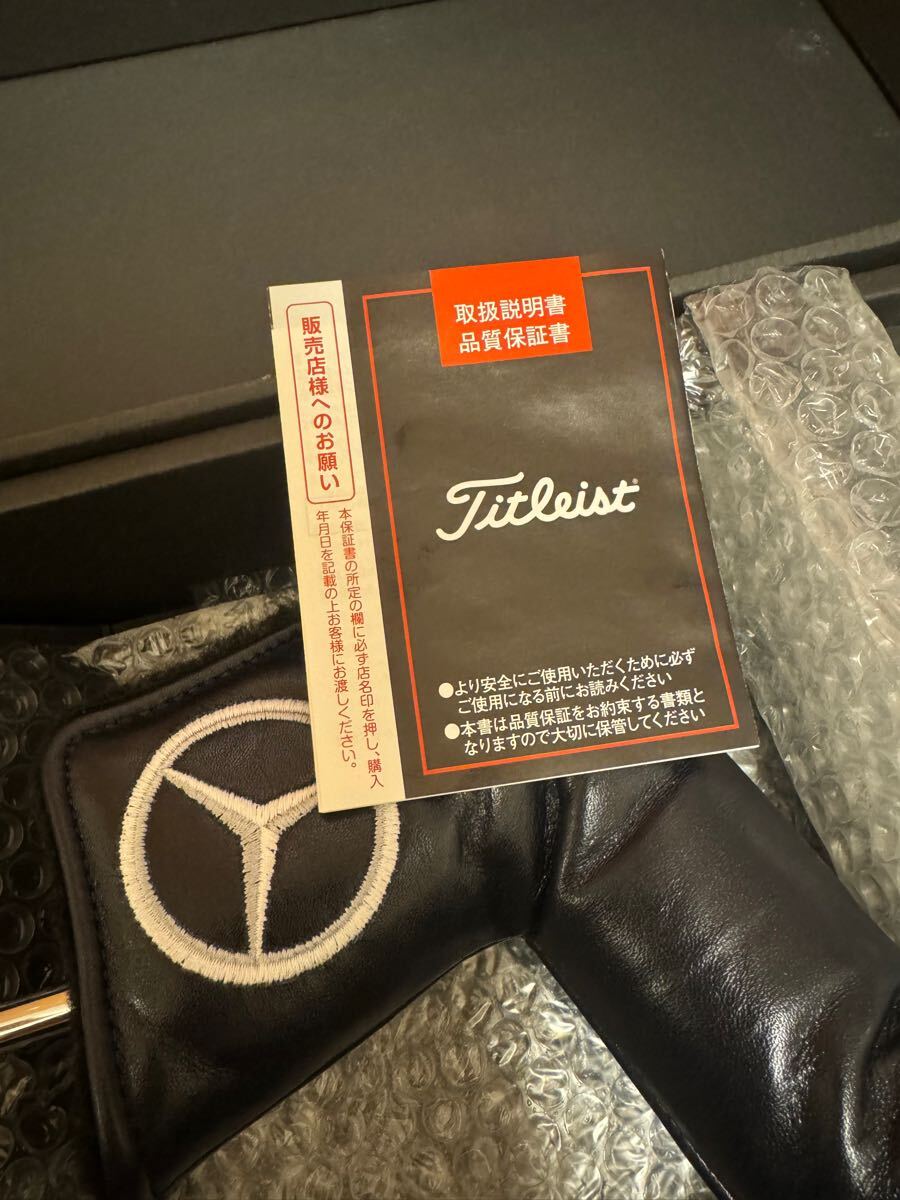 取扱説明書
品質保証書
販売店様へのお願い
本保証書の所定の欄に必ず店名印を押し、購入
年月日を記載の上お客様にお渡しください。
Titleist®
●より安全にご使用いただくために必ず
ご使用になる前にお読みください
●本書は品質保証をお約束する書類と
なりますので大切に保管してください